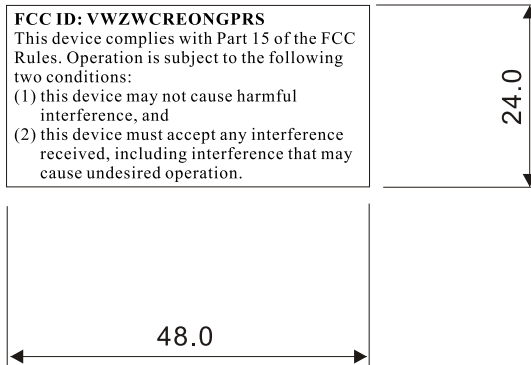 FCC ID: VWZWCREONGPRS
This device complies with Part 15 of the FCC
Rules. Operation is subject to the following
two conditions:
(1) this device may not cause harmful
interference, and
(2) this device must accept any interference
received, including interference that may
cause undesired operation.
24.0
48.0